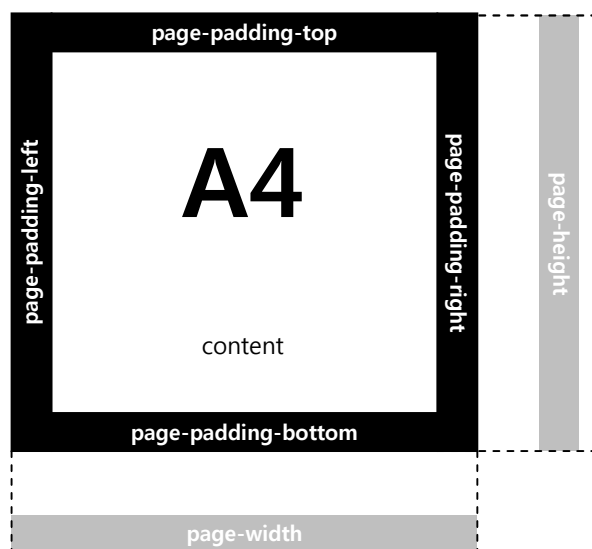 page-padding-top
page-padding-left
A4
page-padding-right
page-height
content
page-padding-bottom
page-width